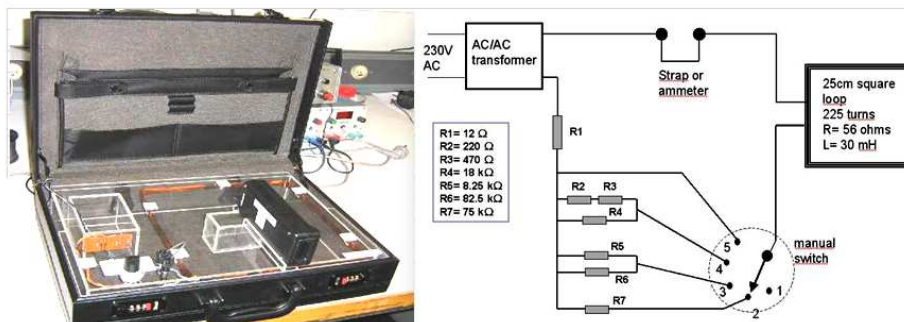 230V
AC
AC/AC
transformer
Strap or
ammeter
25cm square
loop
225 turns
R= 56 ohms
L= 30 mH
R1= 12 Ω
R2= 220 Ω
R3= 470 Ω
R4= 18 kΩ
R5= 8.25 kΩ
R6= 82.5 kΩ
R7= 75 kΩ
R1
R2
R3
R4
R5
R6
R7
5
4
3
2
1
manual
switch